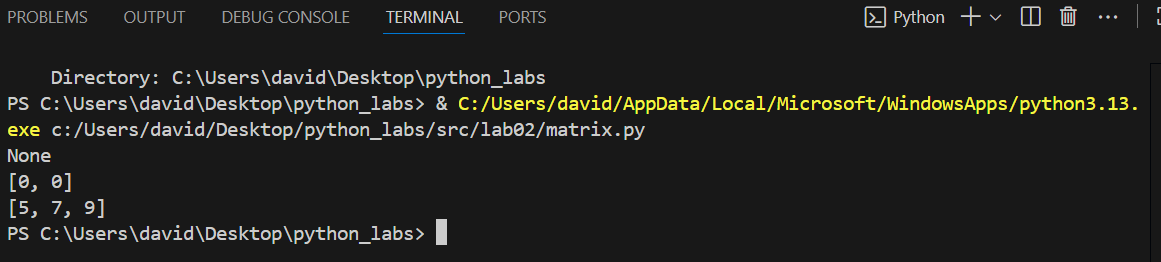 PROBLEMS OUTPUT DEBUG CONSOLE TERMINAL PORTS Python
Directory: C:\Users\david\Desktop\python_labs
PS C:\Users\david\Desktop\python_labs> & C:/Users/david/AppData/Local/Microsoft/WindowsApps/python3.13.
exe c:/Users/david/Desktop/python_labs/src/lab02/matrix.py
None
[0, 0]
[5, 7, 9]
PS C:\Users\david\Desktop\python_labs>